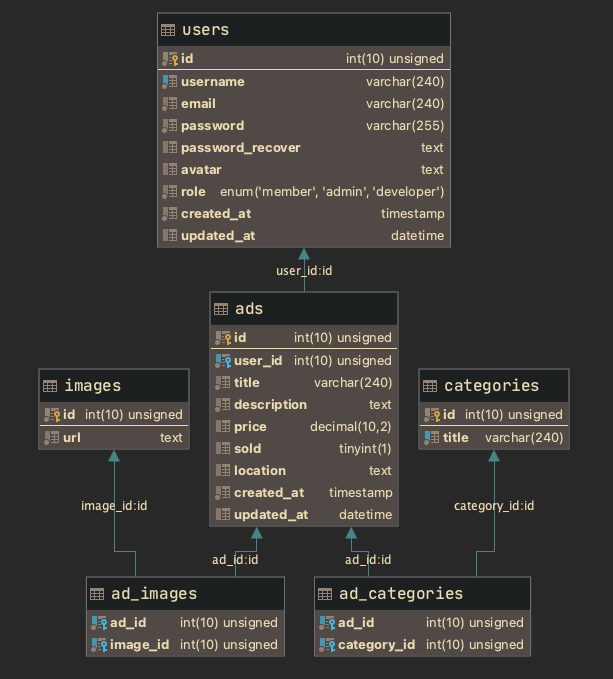 users
id int(10) unsigned
username varchar(240)
email varchar(240)
password varchar(255)
password_recover text
avatar text
role enum('member', 'admin', 'developer')
created_at timestamp
updated_at datetime
user_id:id
ads
id int(10) unsigned
user_id int(10) unsigned
title varchar(240)
description text
price decimal(10,2)
sold tinyint(1)
location text
created_at timestamp
updated_at datetime
images
id int(10) unsigned
url text
categories
id int(10) unsigned
title varchar(240)
image_id:id
category_id:id
ad_id:id
ad_id:id
ad_images
ad_id int(10) unsigned
image_id int(10) unsigned
ad_categories
ad_id int(10) unsigned
category_id int(10) unsigned